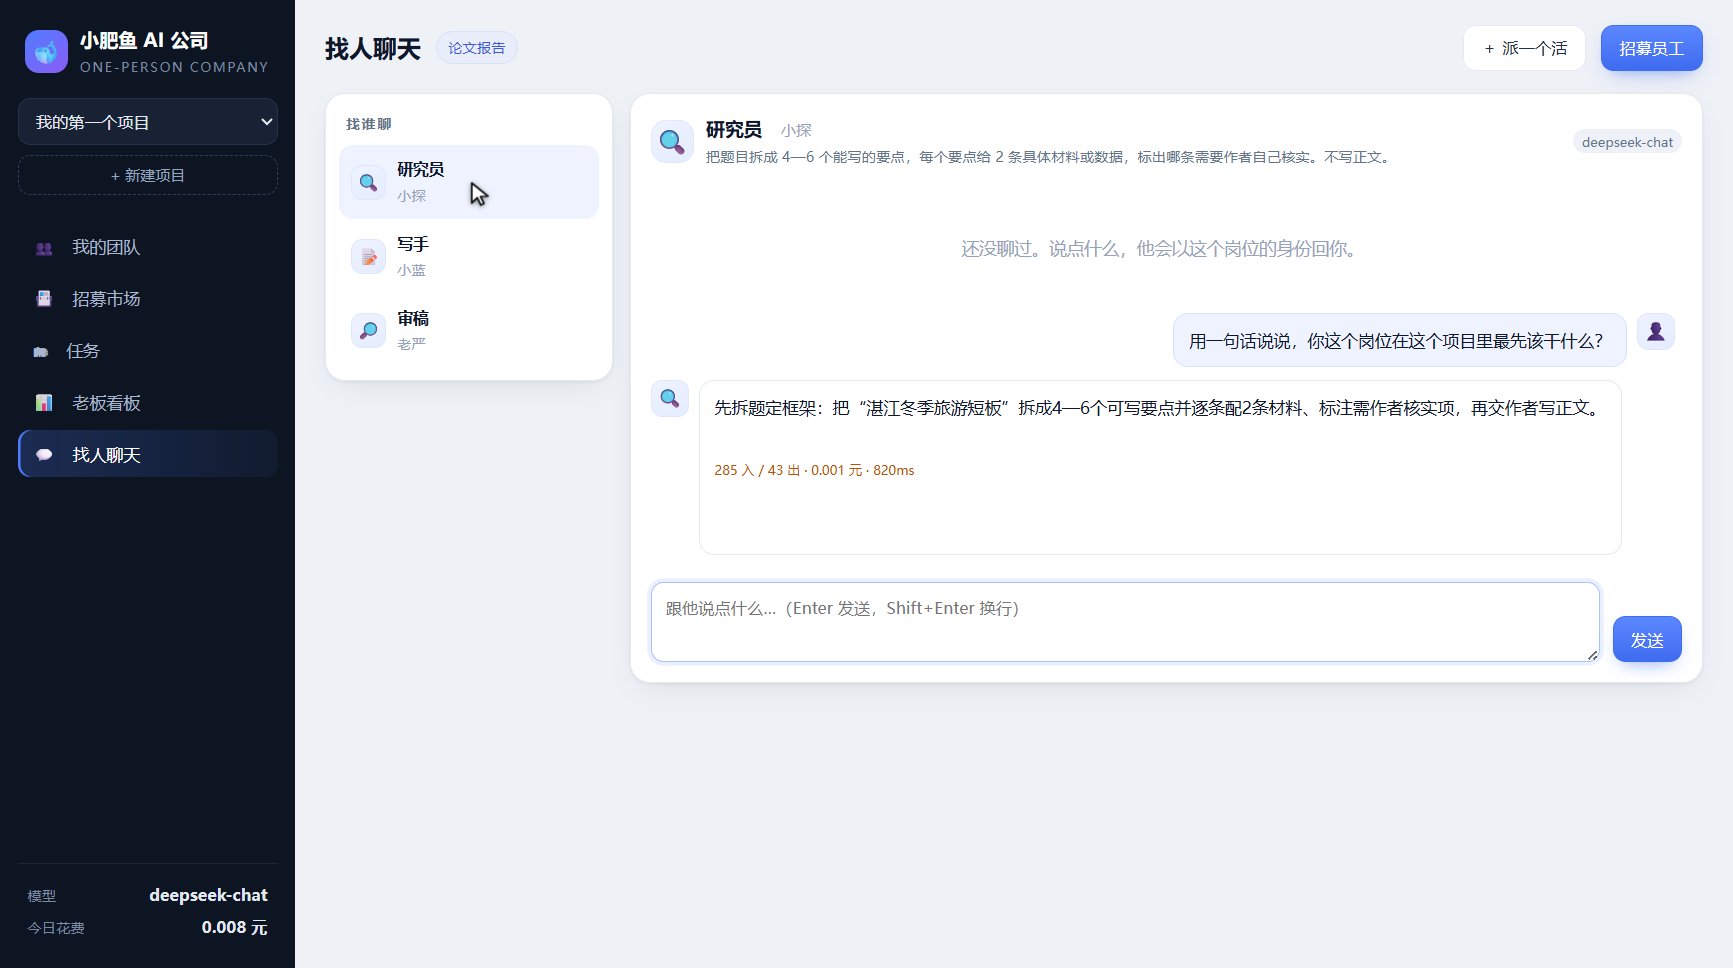 小肥鱼 AI 公司
ONE-PERSON COMPANY
我的第一个项目
+ 新建项目
我的团队
招募市场
任务
老板看板
找人聊天
模型
deepseek-chat
今日花费
0.008 元
找人聊天
论文报告
+ 派一个活
招募员工
找谁聊
研究员
小探
写手
小蓝
审稿
老严
研究员 小探
把题目拆成 4—6 个能写的要点，每个要点给 2 条具体材料或数据，标出哪条需要作者自己核实。不写正文。
deepseek-chat
还没聊过。说点什么，他会以这个岗位的身份回你。
用一句话说说，你这个岗位在这个项目里最先该干什么？
先拆题定框架：把“湛江冬季旅游短板”拆成4—6个可写要点并逐条配2条材料、标注需作者核实项，再交作者写正文。
285 入 / 43 出 · 0.001 元 · 820ms
跟他说点什么...（Enter 发送，Shift+Enter 换行）
发送